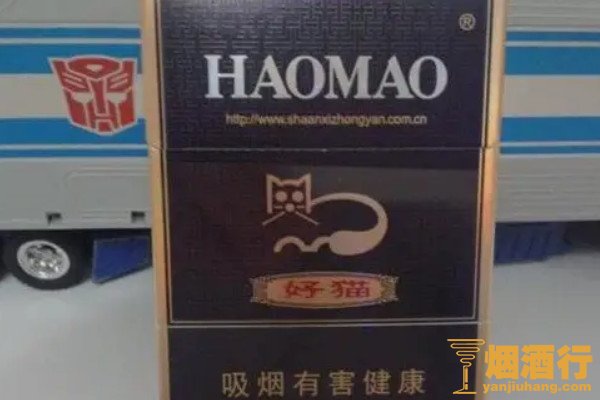 HAOMAO®
http://www.shaanxizhongyan.com.cn
好猫
吸烟有害健康
烟酒行
yanjiuhang.com